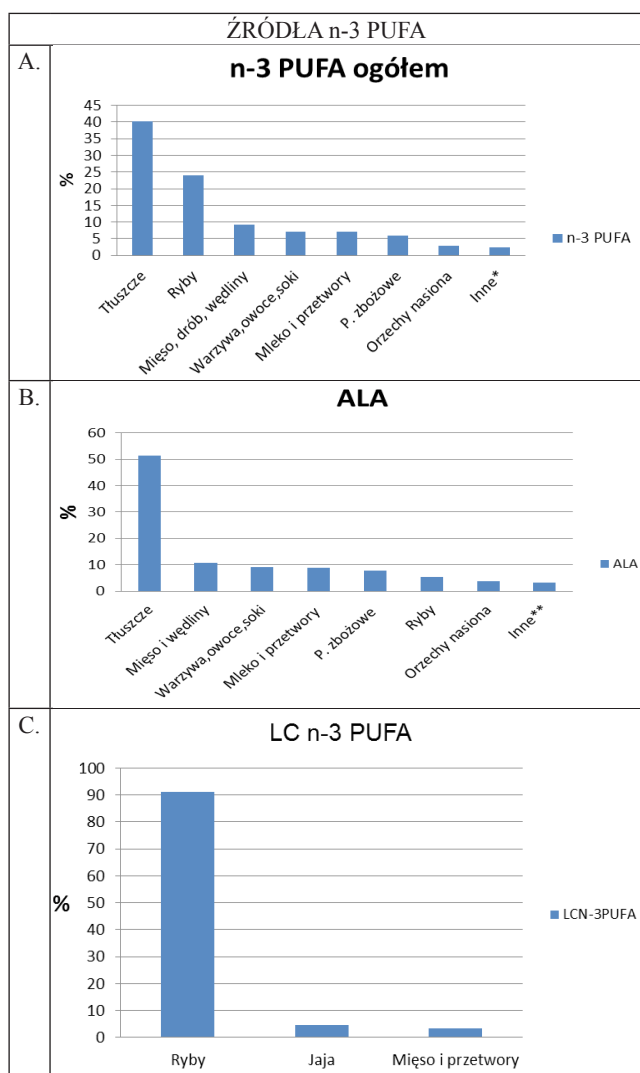 ŹRÓDŁA n-3 PUFA
A.
n-3 PUFA ogółem
45
40
35
30
25
20
15
10
5
0
%
Tłuszcze
Ryby
Mięso, drób, wędliny
Warzywa,owoce,soki
Mleko i przetwory
P. zbożowe
Orzechy nasiona
Inne*
n-3 PUFA
B.
ALA
60
50
40
30
20
10
0
%
Tłuszcze
Mięso i wędliny
Warzywa,owoce,soki
Mleko i przetwory
P. zbożowe
Ryby
Orzechy nasiona
Inne**
ALA
C.
LC n-3 PUFA
100
90
80
70
60
50
40
30
20
10
0
%
Ryby
Jaja
Mięso i przetwory
LCN-3PUFA